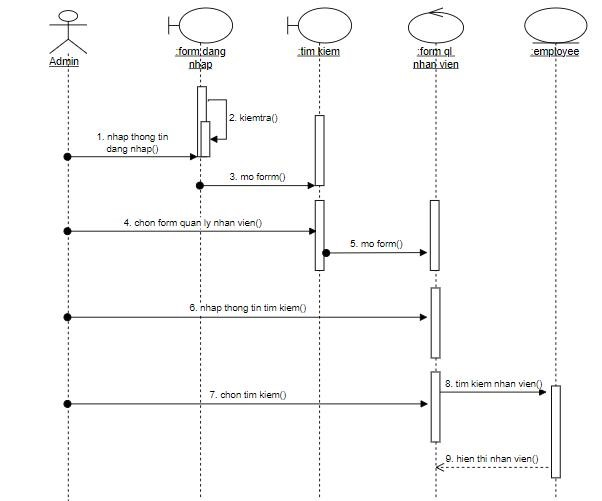 Admin
:form dang
nhap
:tim kiem
:form ql
nhan vien
:employee
2. kiemtra()
1. nhap thong tin
dang nhap()
3. mo forrm()
4. chon form quan ly nhan vien()
5. mo form()
6. nhap thong tin tim kiem()
7. chon tim kiem()
8. tim kiem nhan vien()
9. hien thi nhan vien()